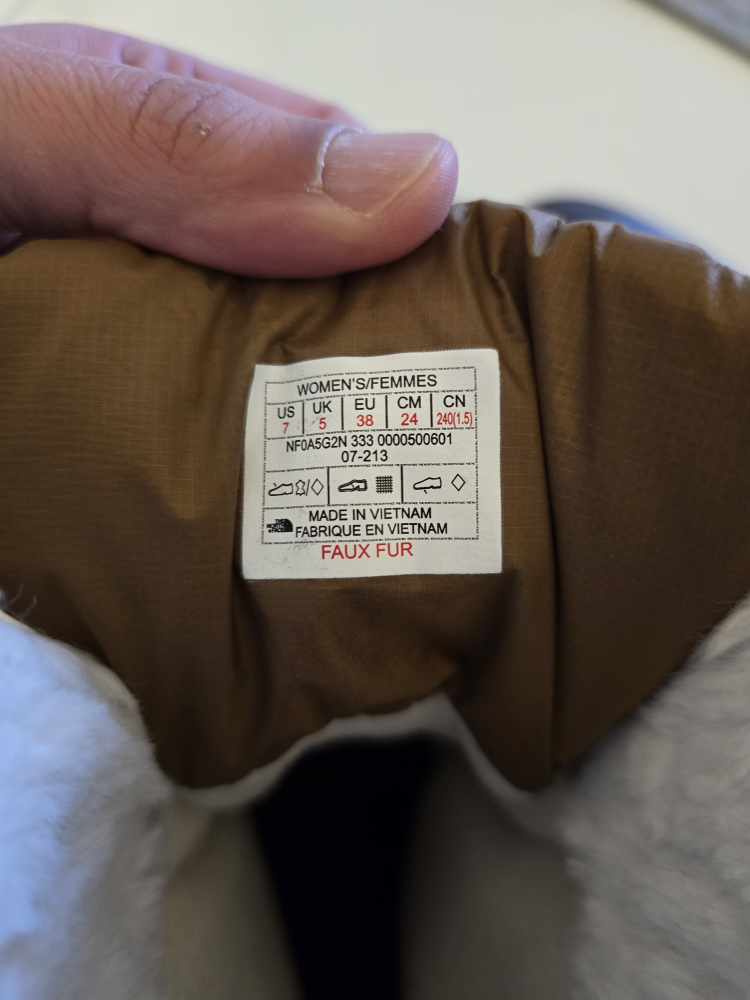 WOMEN'S/FEMMES
US UK EU CM CN
7 5 38 24 240(1.5)
NF0A5G2N 333 0000500601
07-213
MADE IN VIETNAM
FABRIQUE EN VIETNAM
FAUX FUR